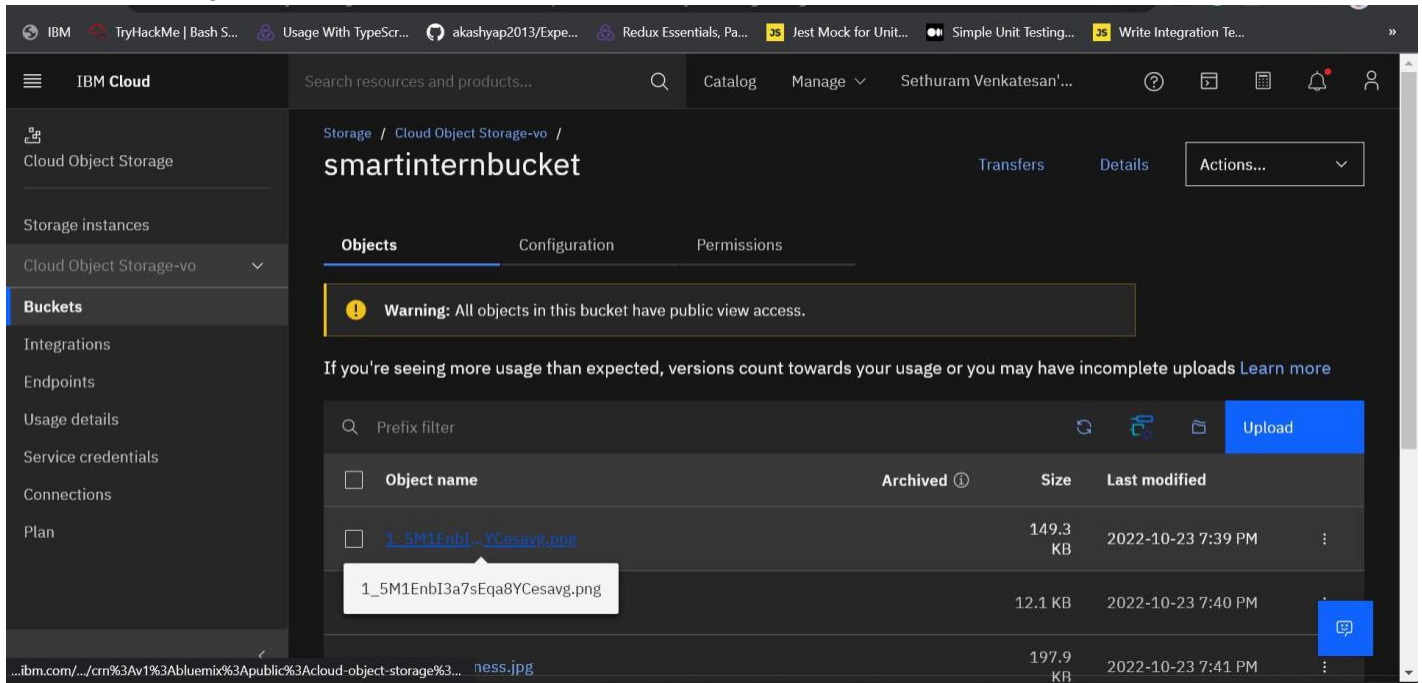 IBM TryHackMe | Bash S... Usage With TypeScr... akashyap2013/Expe... Redux Essentials, Pa... JS Jest Mock for Unit... Simple Unit Testing... JS Write Integration Te... »
IBM Cloud Search resources and products... Catalog Manage Sethuram Venkatesan'...
Cloud Object Storage
Storage instances
Cloud Object Storage-vo
Buckets
Integrations
Endpoints
Usage details
Service credentials
Connections
Plan
Storage / Cloud Object Storage-vo /
smartinternbucket Transfers Details Actions...
Objects Configuration Permissions
Warning: All objects in this bucket have public view access.
If you're seeing more usage than expected, versions count towards your usage or you may have incomplete uploads Learn more
Prefix filter Upload
Object name Archived Size Last modified
1_5M1EnbI...YCesavg.png 149.3 KB 2022-10-23 7:39 PM
1_5M1EnbI3a7sEqa8YCesavg.png
12.1 KB 2022-10-23 7:40 PM
ness.jpg 197.9 KB 2022-10-23 7:41 PM
...ibm.com/.../crn%3Av1%3Abluemix%3Apublic%3Acloud-object-storage%3...